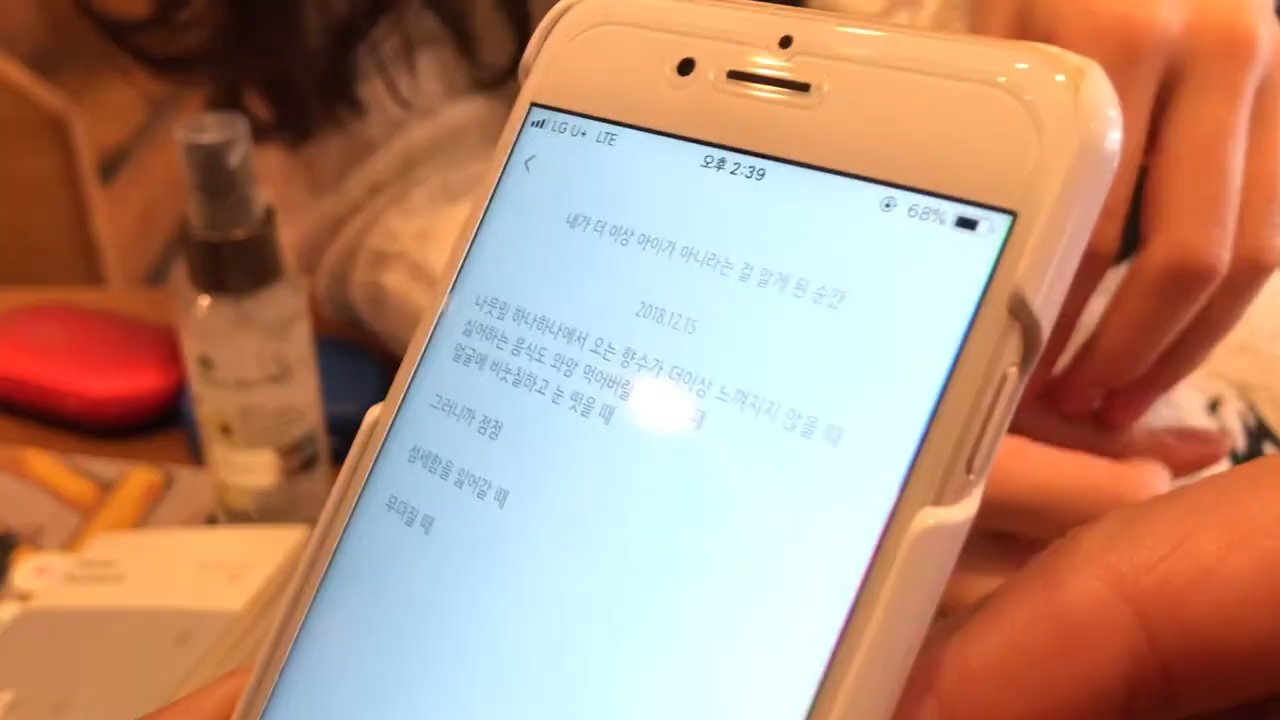 LG U+ LTE
오후 2:39
68%
내가 더 이상 아이가 아니라는 걸 알게 된 순간
2018.12.15
나뭇잎 하나하나에서 오는 향수가 더이상 느껴지지 않을 때
싫어하는 음식도 와앙 먹어버릴 때
얼굴에 비눗칠하고 눈 떳을 때
그러니까 점점
섬세함을 잃어갈 때
무뎌질 때